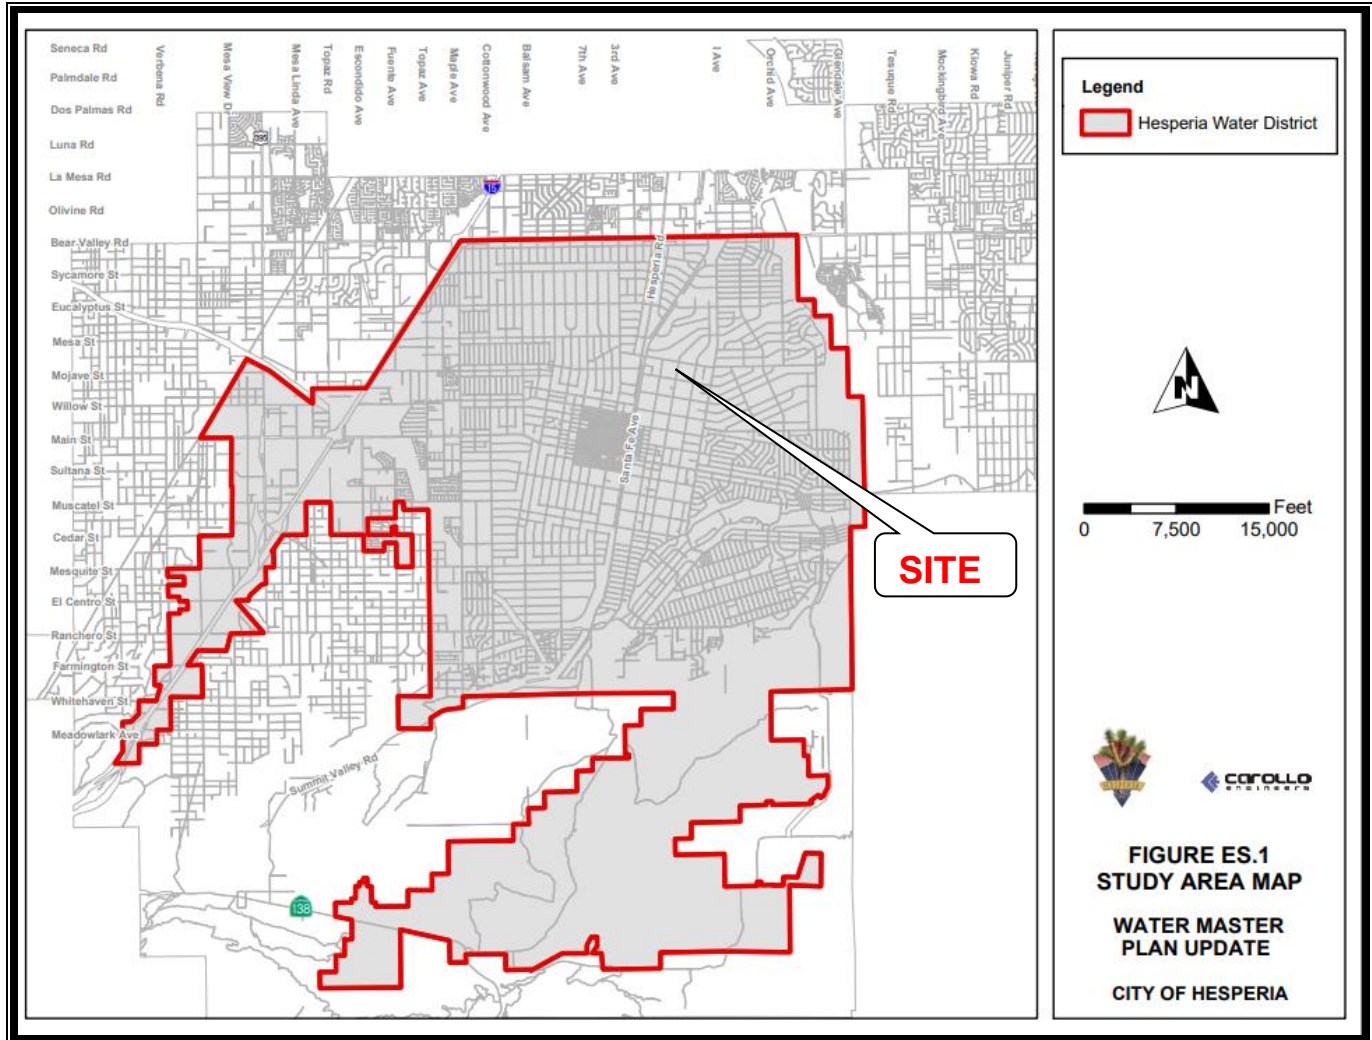 Seneca Rd
Palmdale Rd
Dos Palmas Rd
Luna Rd
La Mesa Rd
Olivine Rd
Bear Valley Rd
Sycamore St
Eucalyptus St
Mesa St
Mojave St
Willow St
Main St
Sultana St
Muscatel St
Cedar St
Mesquite St
El Centro St
Ranchero St
Farmington St
Whitehaven St
Meadowlark Ave
Verbena Rd
Mesa View Dr
Mesa Linda Ave
Topaz Rd
Escondido Ave
Fuente Ave
Topaz Ave
Maple Ave
Cottonwood Ave
Balsam Ave
7th Ave
3rd Ave
I Ave
Orchid Ave
Glendale Ave
Tesuque Rd
Mockingbird Ave
Kiowa Rd
Juniper Rd
395
15
Hesperia Rd
Santa Fe Ave
SITE
Summit Valley Rd
138
Legend
Hesperia Water District
N
Feet
0 7,500 15,000
carollo
engineers
FIGURE ES.1
STUDY AREA MAP
WATER MASTER
PLAN UPDATE
CITY OF HESPERIA